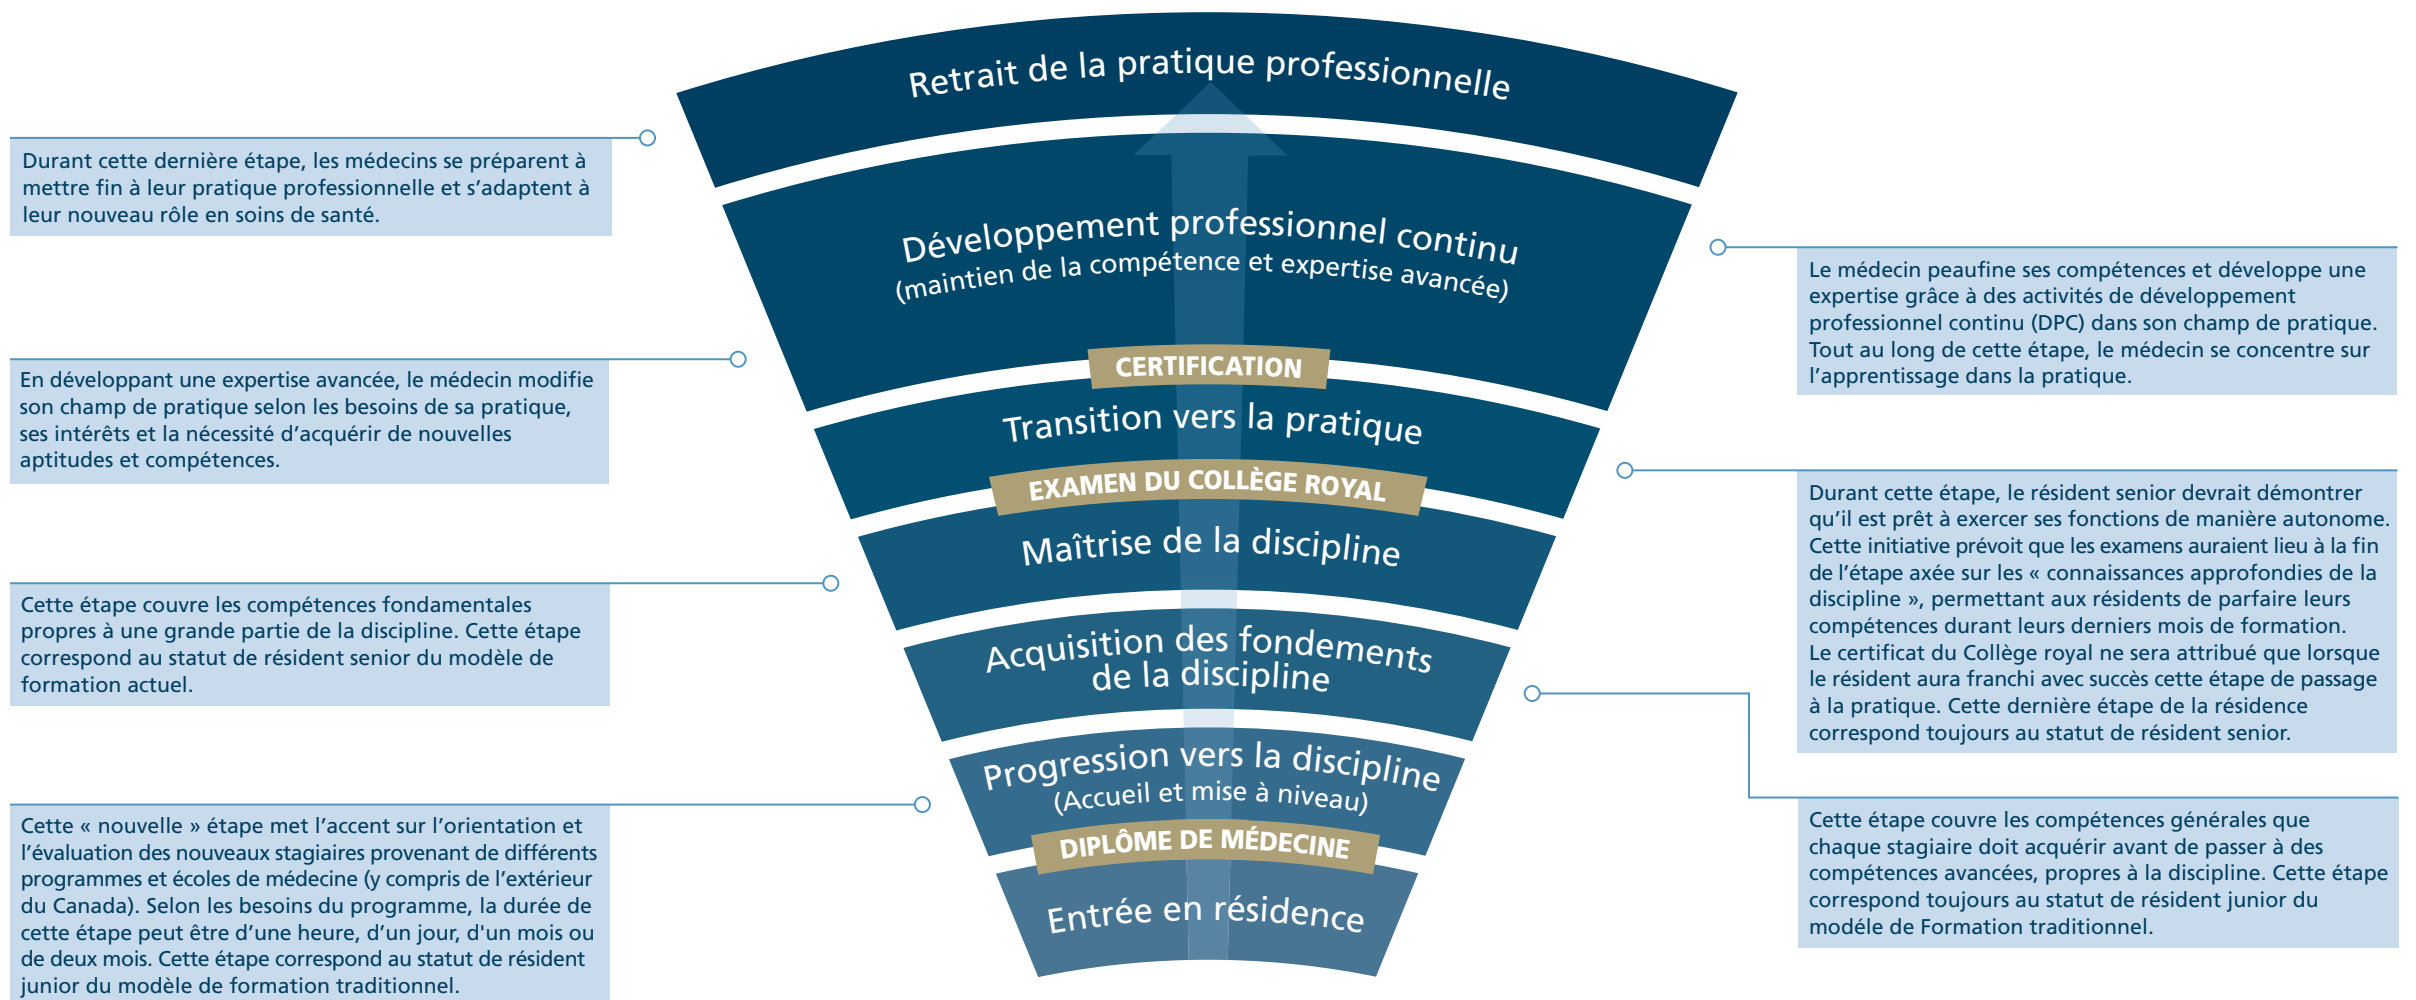 Retrait de la pratique professionnelle
Durant cette dernière étape, les médecins se préparent à
mettre fin à leur pratique professionnelle et s’adaptent à
leur nouveau rôle en soins de santé.
Développement professionnel continu
(maintien de la compétence et expertise avancée)
Le médecin peaufine ses compétences et développe une
expertise grâce à des activités de développement
professionnel continu (DPC) dans son champ de pratique.
Tout au long de cette étape, le médecin se concentre sur
l’apprentissage dans la pratique.
En développant une expertise avancée, le médecin modifie
son champ de pratique selon les besoins de sa pratique,
ses intérêts et la nécessité d’acquérir de nouvelles
aptitudes et compétences.
CERTIFICATION
Transition vers la pratique
EXAMEN DU COLLÈGE ROYAL
Durant cette étape, le résident senior devrait démontrer
qu’il est prêt à exercer ses fonctions de manière autonome.
Cette initiative prévoit que les examens auraient lieu à la fin
de l’étape axée sur les « connaissances approfondies de la
discipline », permettant aux résidents de parfaire leurs
compétences durant leurs derniers mois de formation.
Le certificat du Collège royal ne sera attribué que lorsque
le résident aura franchi avec succès cette étape de passage
à la pratique. Cette dernière étape de la résidence
correspond toujours au statut de résident senior.
Maîtrise de la discipline
Cette étape couvre les compétences fondamentales
propres à une grande partie de la discipline. Cette étape
correspond au statut de résident senior du modèle de
formation actuel.
Acquisition des fondements
de la discipline
Cette étape couvre les compétences générales que
chaque stagiaire doit acquérir avant de passer à des
compétences avancées, propres à la discipline. Cette étape
correspond toujours au statut de résident junior du
modéle de Formation traditionnel.
Progression vers la discipline
(Accueil et mise à niveau)
Cette « nouvelle » étape met l’accent sur l’orientation et
l’évaluation des nouveaux stagiaires provenant de différents
programmes et écoles de médecine (y compris de l’extérieur
du Canada). Selon les besoins du programme, la durée de
cette étape peut être d’une heure, d’un jour, d'un mois ou
de deux mois. Cette étape correspond au statut de résident
junior du modèle de formation traditionnel.
DIPLÔME DE MÉDECINE
Entrée en résidence